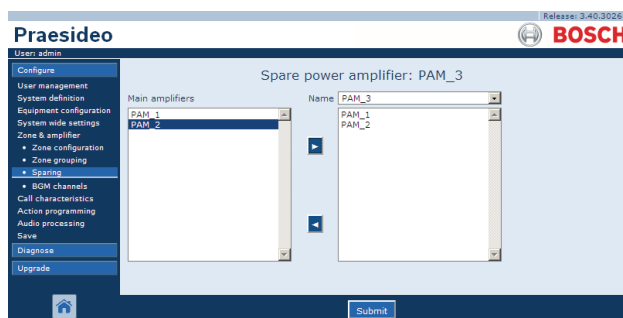 Release: 3.40.3026
Praesideo
BOSCH
User: admin
Configure
User management
System definition
Equipment configuration
System wide settings
Zone & amplifier
• Zone configuration
• Zone grouping
• Sparing
• BGM channels
Call characteristics
Action programming
Audio processing
Save
Diagnose
Upgrade
Spare power amplifier: PAM_3
Main amplifiers
PAM_1
PAM_2
Name PAM_3
PAM_1
PAM_2
Submit